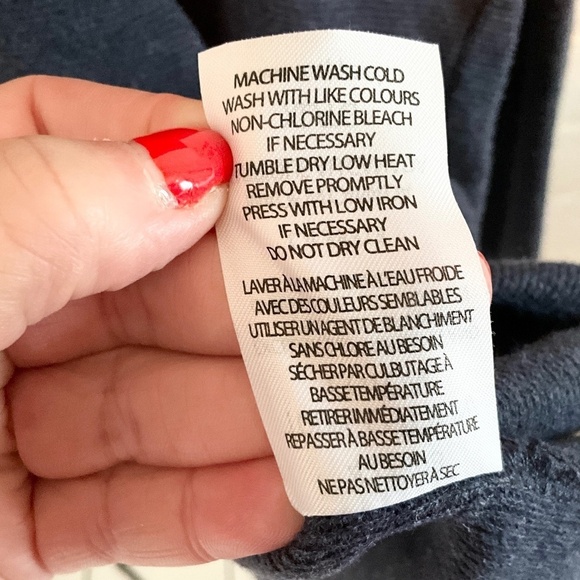 MACHINE WASH COLD
WASH WITH LIKE COLOURS
NON-CHLORINE BLEACH
IF NECESSARY
TUMBLE DRY LOW HEAT
REMOVE PROMPTLY
PRESS WITH LOW IRON
IF NECESSARY
DO NOT DRY CLEAN
LAVER À LA MACHINE À L'EAU FROIDE
AVEC DES COULEURS SEMBLABLES
UTILISER UN AGENT DE BLANCHIMENT
SANS CHLORE AU BESOIN
SÉCHER PAR CULBUTAGE À
BASSE TEMPÉRATURE
RETIRER IMMÉDIATEMENT
REPASSER À BASSE TEMPÉRATURE
AU BESOIN
NE PAS NETTOYER À SEC